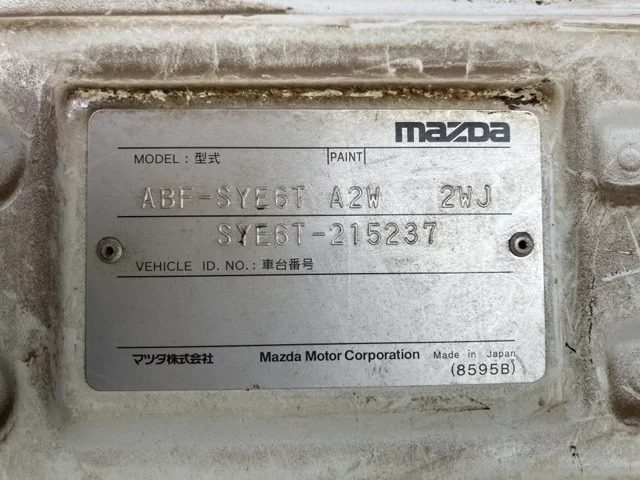 mazda
MODEL : 型式 PAINT
ABF-SYE6T A2W 2WJ
SYE6T-215237
VEHICLE ID. NO. : 車台番号
マツダ株式会社 Mazda Motor Corporation Made in Japan
(8595B)